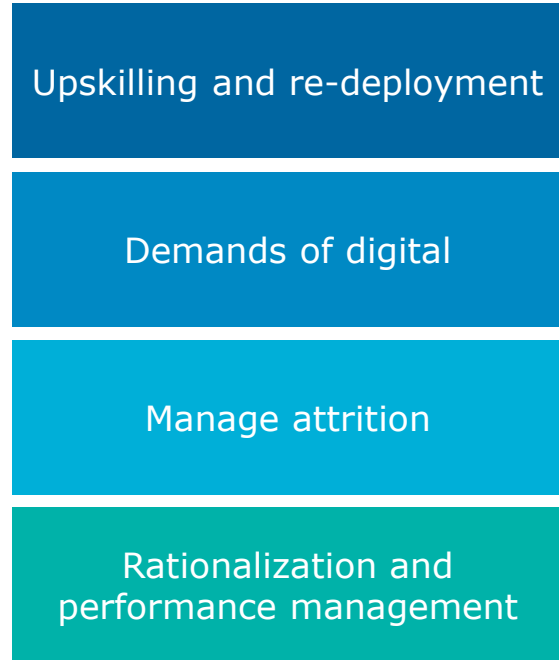 Upskilling and re-deployment
Demands of digital
Manage attrition
Rationalization and
performance management